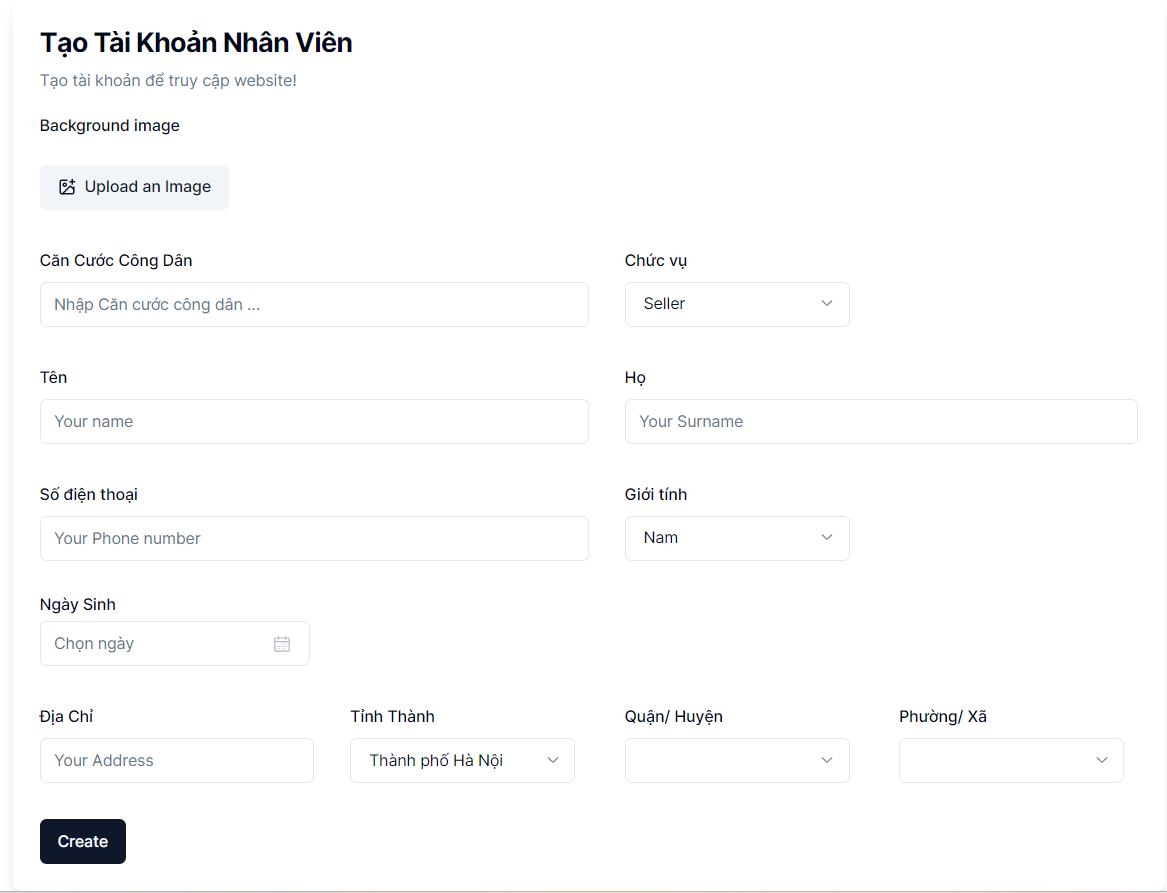 Tạo Tài Khoản Nhân Viên
Tạo tài khoản để truy cập website!
Background image
Upload an Image
Căn Cước Công Dân
Chức vụ
Nhập Căn cước công dân ...
Seller
Tên
Họ
Your name
Your Surname
Số điện thoại
Giới tính
Your Phone number
Nam
Ngày Sinh
Chọn ngày
Địa Chỉ
Tỉnh Thành
Quận/ Huyện
Phường/ Xã
Your Address
Thành phố Hà Nội
Create